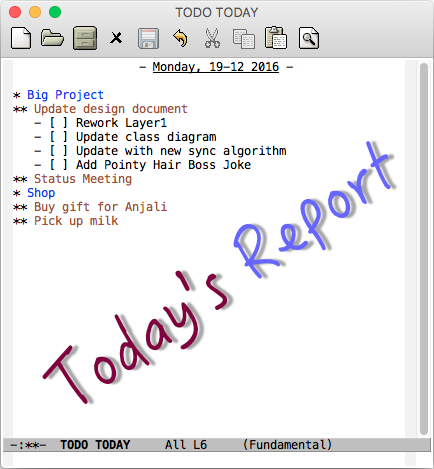 TODO TODAY
- Monday, 19-12 2016 -
* Big Project
** Update design document
- [ ] Rework Layer1
- [ ] Update class diagram
- [ ] Update with new sync algorithm
- [ ] Add Pointy Hair Boss Joke
** Status Meeting
* Shop
** Buy gift for Anjali
** Pick up milk
Today's Report
-:**-  TODO TODAY     All L6     (Fundamental)